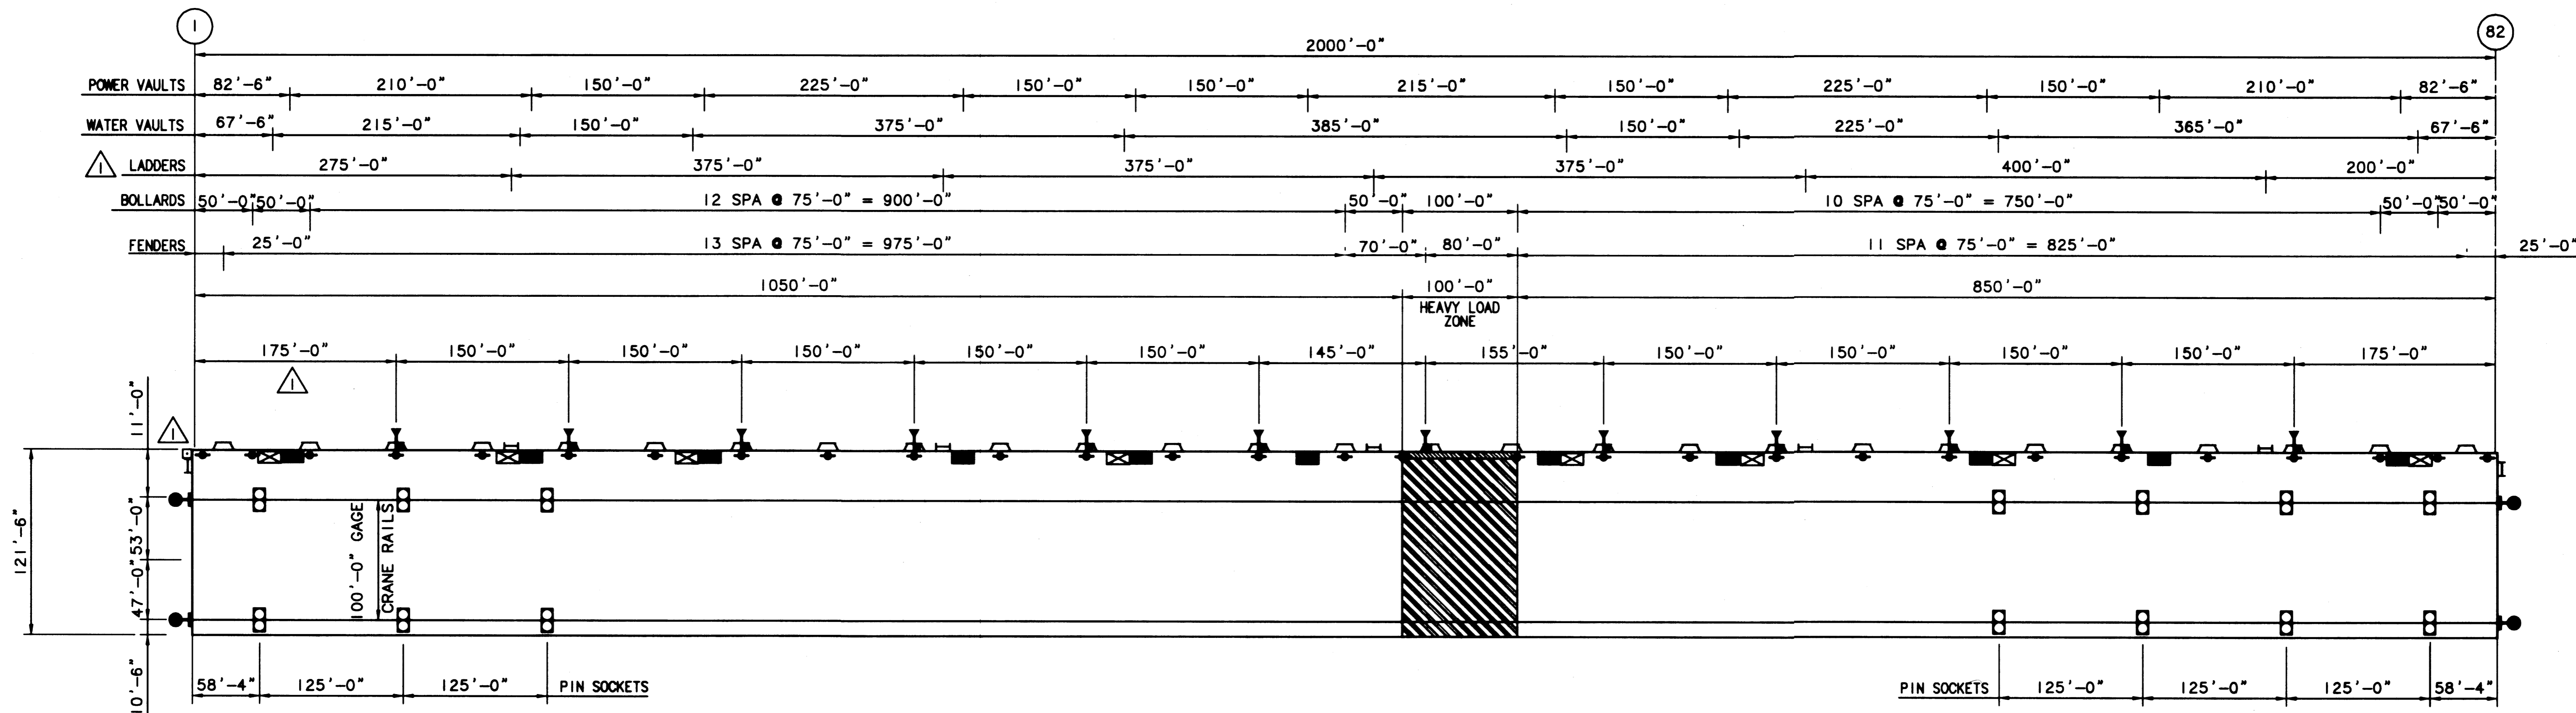 1 82
2000'-0"
POWER VAULTS 82'-6" 210'-0" 150'-0" 225'-0" 150'-0" 150'-0" 215'-0" 150'-0" 225'-0" 150'-0" 210'-0" 82'-6"
WATER VAULTS 67'-6" 215'-0" 150'-0" 375'-0" 385'-0" 150'-0" 225'-0" 365'-0" 67'-6"
1 LADDERS 275'-0" 375'-0" 375'-0" 375'-0" 400'-0" 200'-0"
BOLLARDS 50'-0" 50'-0" 12 SPA @ 75'-0" = 900'-0" 50'-0" 100'-0" 10 SPA @ 75'-0" = 750'-0" 50'-0" 50'-0"
FENDERS 25'-0" 13 SPA @ 75'-0" = 975'-0" 70'-0" 80'-0" 11 SPA @ 75'-0" = 825'-0" 25'-0"
1050'-0" 100'-0" 850'-0"
HEAVY LOAD
ZONE
175'-0" 150'-0" 150'-0" 150'-0" 150'-0" 150'-0" 145'-0" 155'-0" 150'-0" 150'-0" 150'-0" 150'-0" 175'-0"
1
1
11'-0"
121'-6"
53'-0"
47'-0"
10'-6"
100'-0" GAGE
CRANE RAILS
58'-4" 125'-0" 125'-0" PIN SOCKETS
PIN SOCKETS 125'-0" 125'-0" 125'-0" 58'-4"